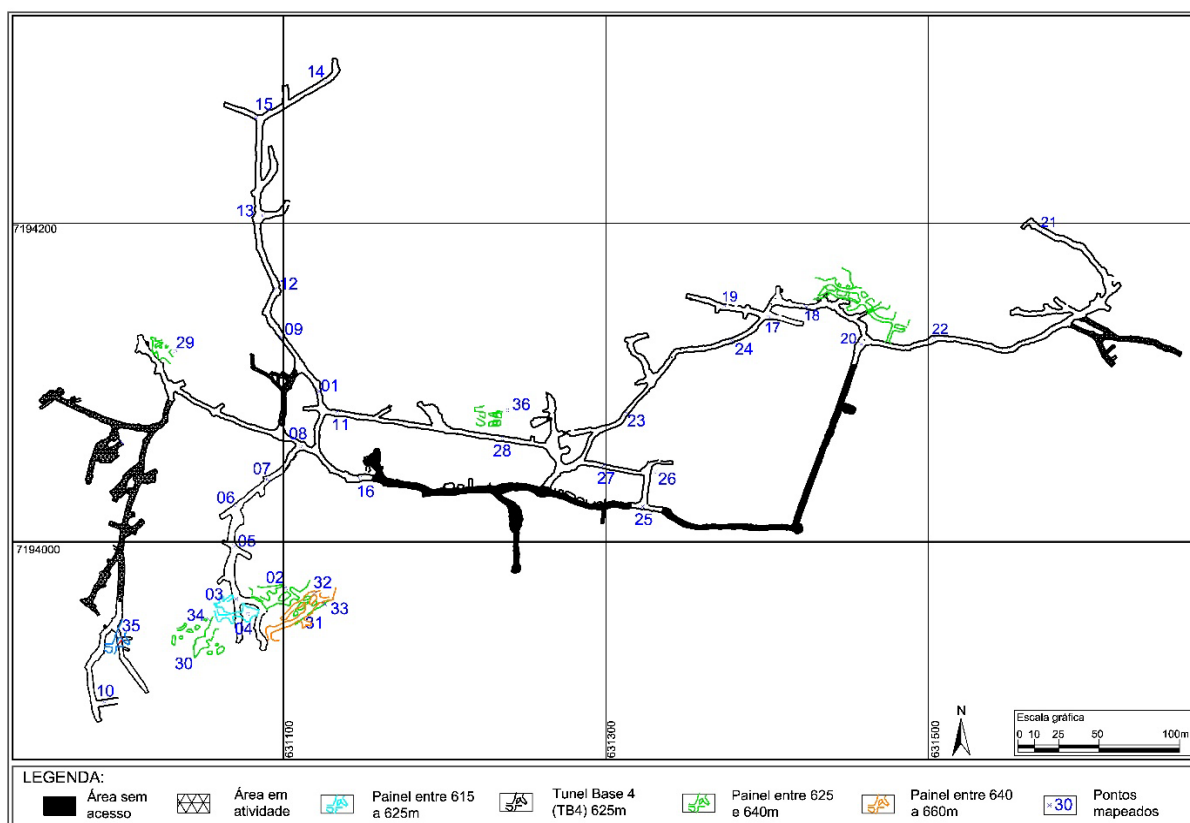 14
15
7194200
13
21
12
19
18
17
09
20
22
24
29
01
36
11
23
08
28
07
27
26
16
06
25
7194000
05
02
32
03
33
34
04
31
35
30
10
631100
631300
631500
N
Escala gráfica
0 10 25 50 100m
LEGENDA:
Área sem
acesso
Área em
atividade
Painel entre 615
a 625m
Tunel Base 4
(TB4) 625m
Painel entre 625
e 640m
Painel entre 640
a 660m
×30
Pontos
mapeados